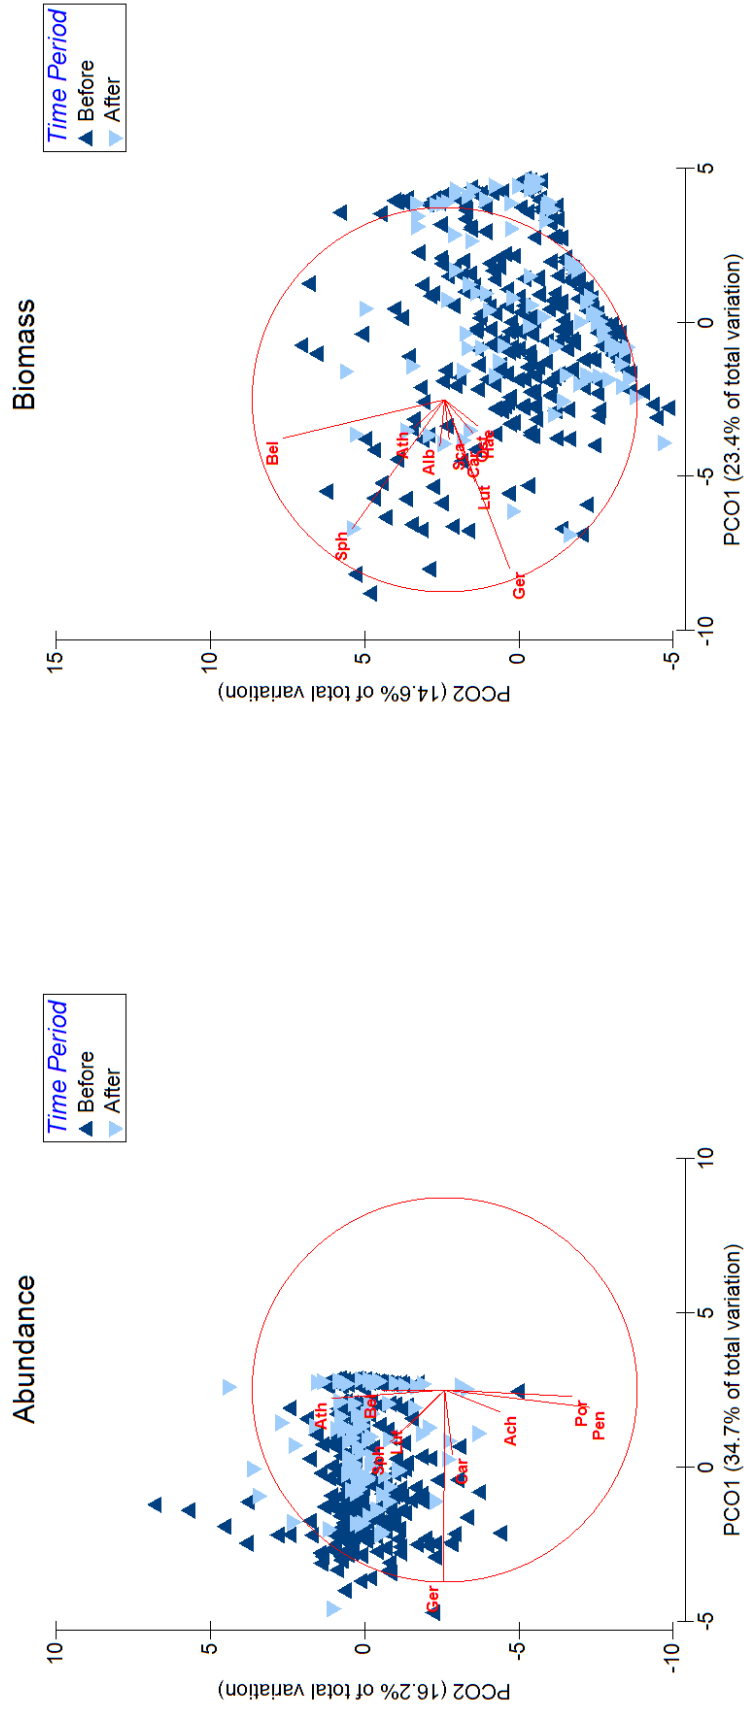 Abundance
Time Period
Before
After
PCO2 (16.2% of total variation)
10
5
0
-5
-10
Ath
Bel
Sph
Lut
Ger
Car
Ach
Por
Pen
-5
0
5
10
PCO1 (34.7% of total variation)
Biomass
Time Period
Before
After
PCO2 (14.6% of total variation)
15
10
5
0
-5
Bel
Sph
Ath
Alb
Sca
Car
Lut
Hae
Ger
-10
-5
0
5
PCO1 (23.4% of total variation)